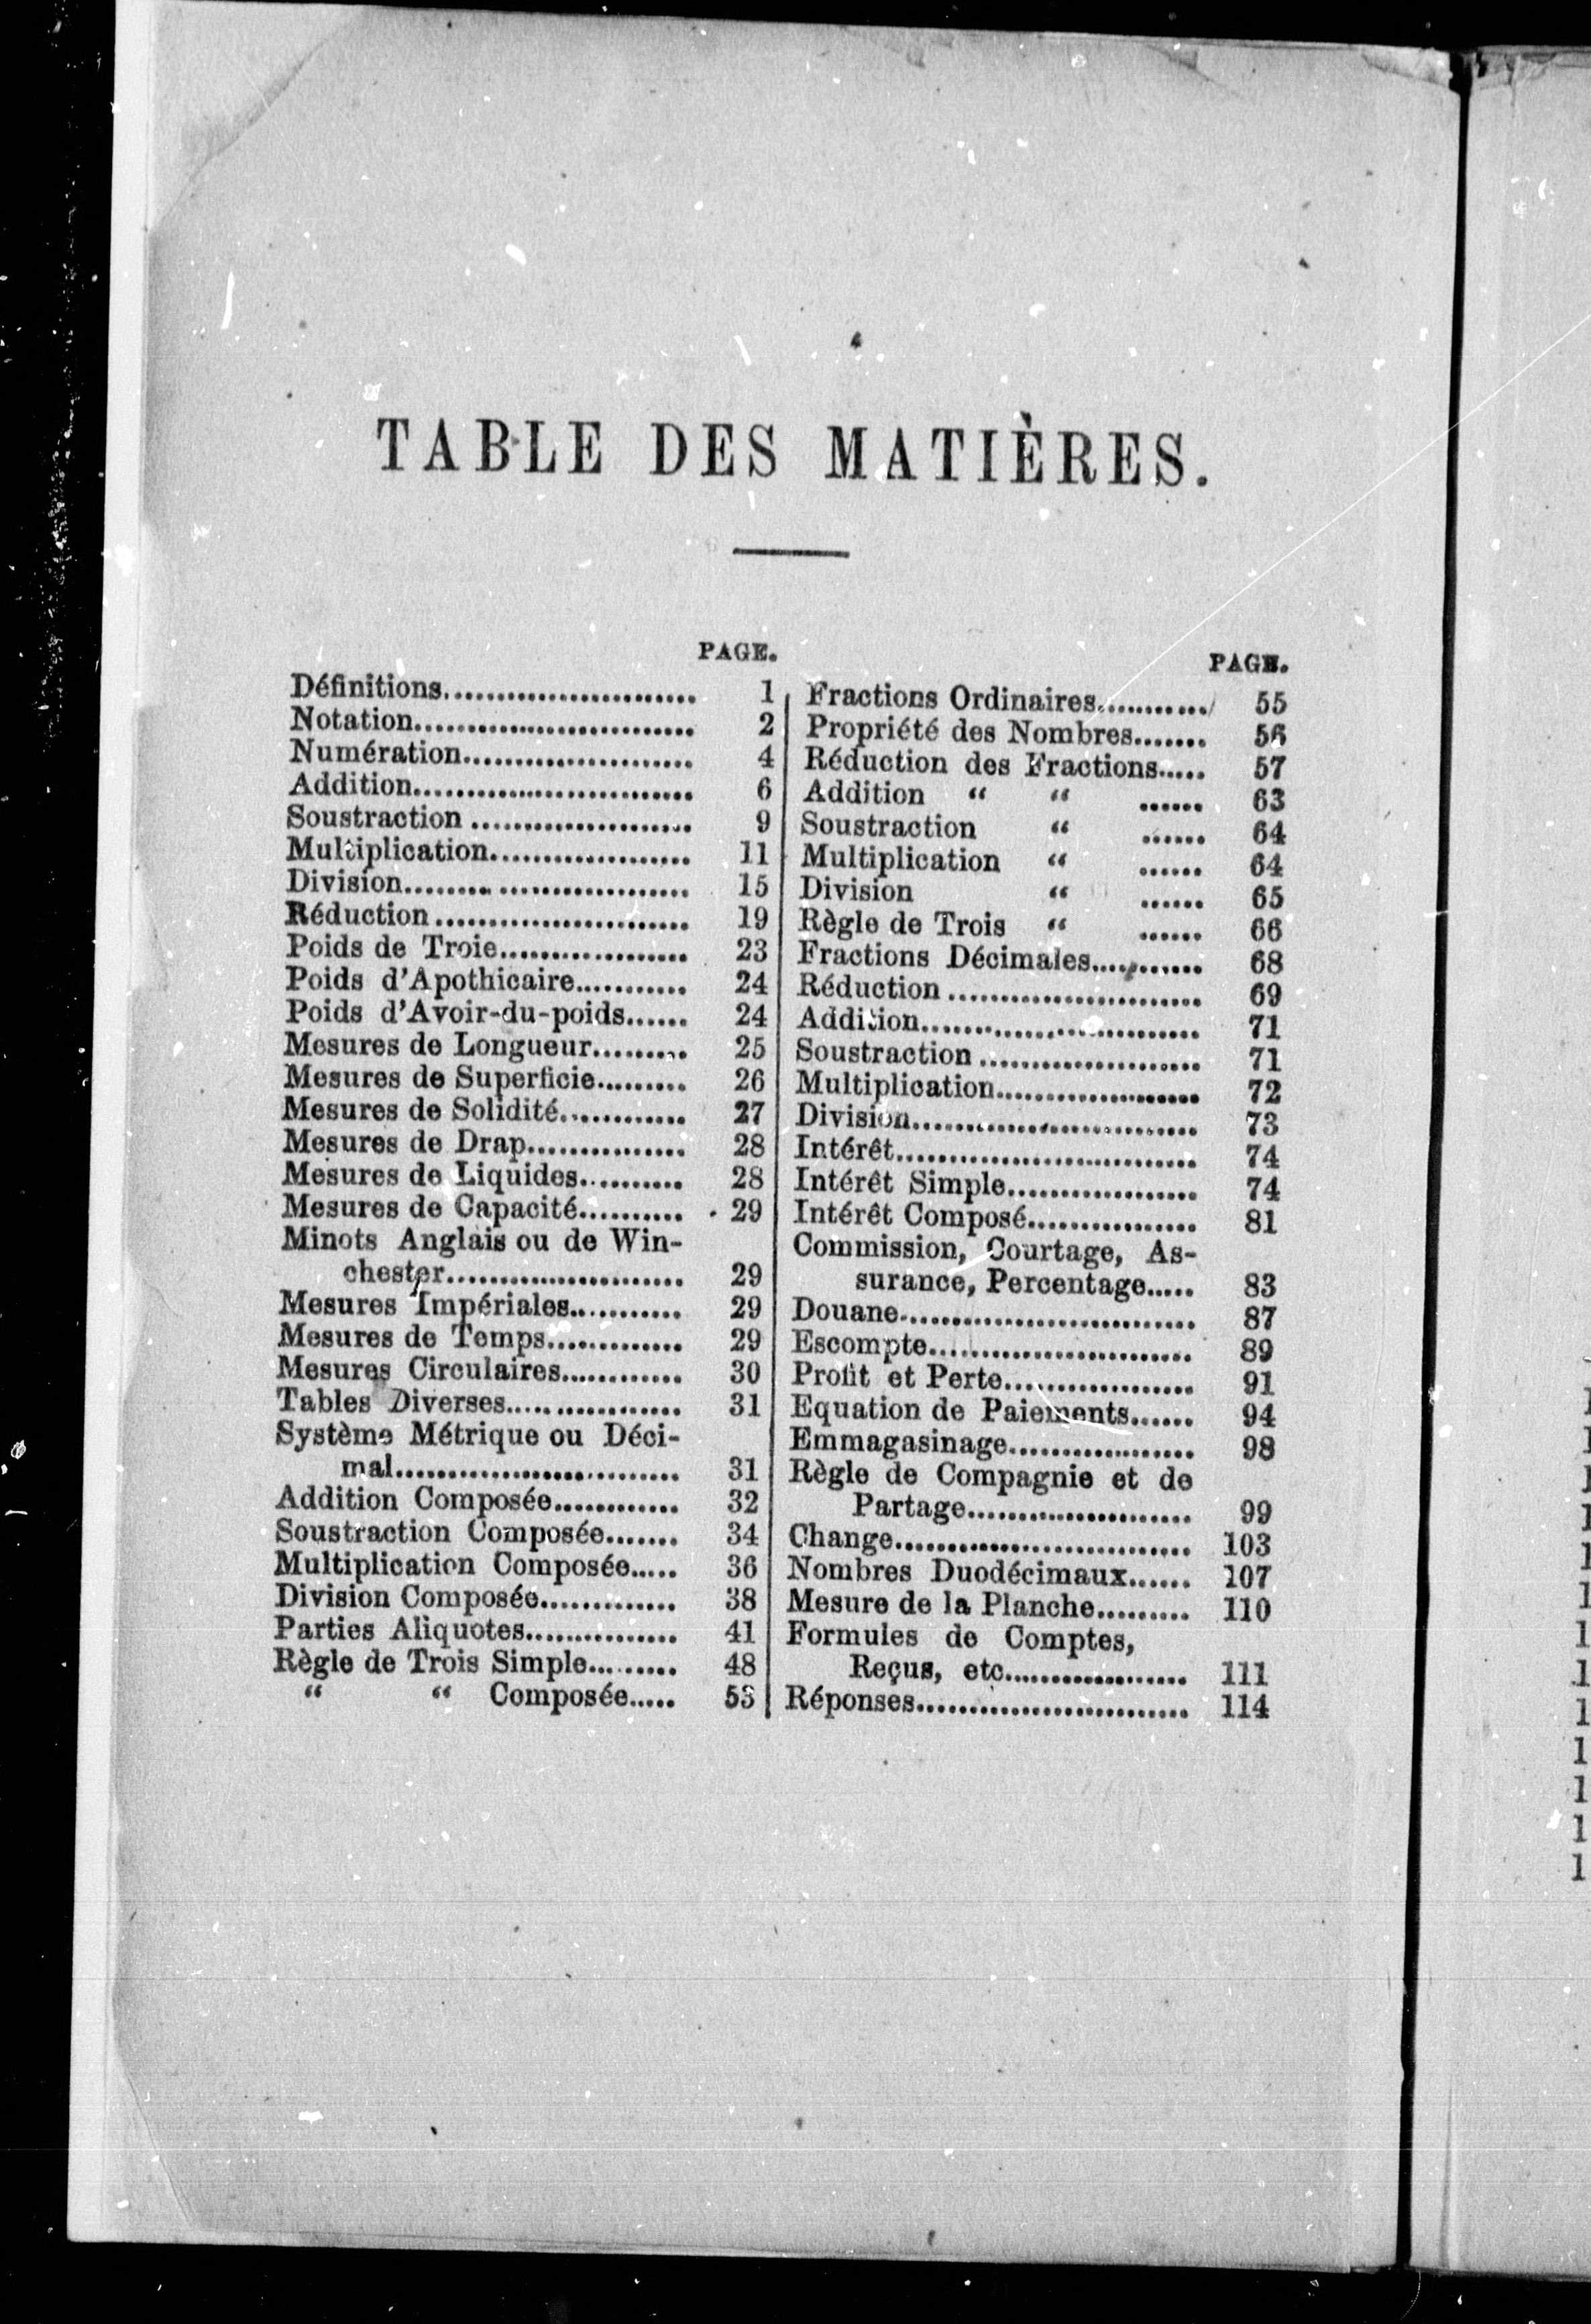 TABLE DES MATIÈRES.
PAGE.
Définitions........................ 1
Notation........................... 2
Numération...................... 4
Addition........................... 6
Soustraction ..................... 9
Multiplication................... 11
Division........ .................. 15
Réduction........................ 19
Poids de Troie.................. 23
Poids d'Apothicaire........... 24
Poids d'Avoir-du-poids...... 24
Mesures de Longueur......... 25
Mesures de Superficie......... 26
Mesures de Solidité............ 27
Mesures de Drap............... 28
Mesures de Liquides.......... 28
Mesures de Capacité.......... 29
Minots Anglais ou de Win-
chester....................... 29
Mesures Impériales........... 29
Mesures de Temps............. 29
Mesures Circulaires............ 30
Tables Diverses................. 31
Système Métrique ou Déci-
mal............................ 31
Addition Composée............ 32
Soustraction Composée....... 34
Multiplication Composée..... 36
Division Composée............. 38
Parties Aliquotes............... 41
Règle de Trois Simple......... 48
“ “ Composée..... 53
PAGE.
Fractions Ordinaires........... 55
Propriété des Nombres....... 56
Réduction des Fractions..... 57
Addition “ “ ...... 63
Soustraction “ ...... 64
Multiplication “ ...... 64
Division “ ...... 65
Règle de Trois “ ...... 66
Fractions Décimales........... 68
Réduction ........................ 69
Addition........................... 71
Soustraction ..................... 71
Multiplication.................... 72
Division............................ 73
Intérêt............................. 74
Intérêt Simple.................. 74
Intérêt Composé................ 81
Commission, Courtage, As-
surance, Percentage..... 83
Douane............................ 87
Escompte......................... 89
Profit et Perte.................. 91
Equation de Paiements...... 94
Emmagasinage.................. 98
Règle de Compagnie et de
Partage...................... 99
Change............................ 103
Nombres Duodécimaux...... 107
Mesure de la Planche......... 110
Formules de Comptes,
Reçus, etc.................. 111
Réponses.......................... 114